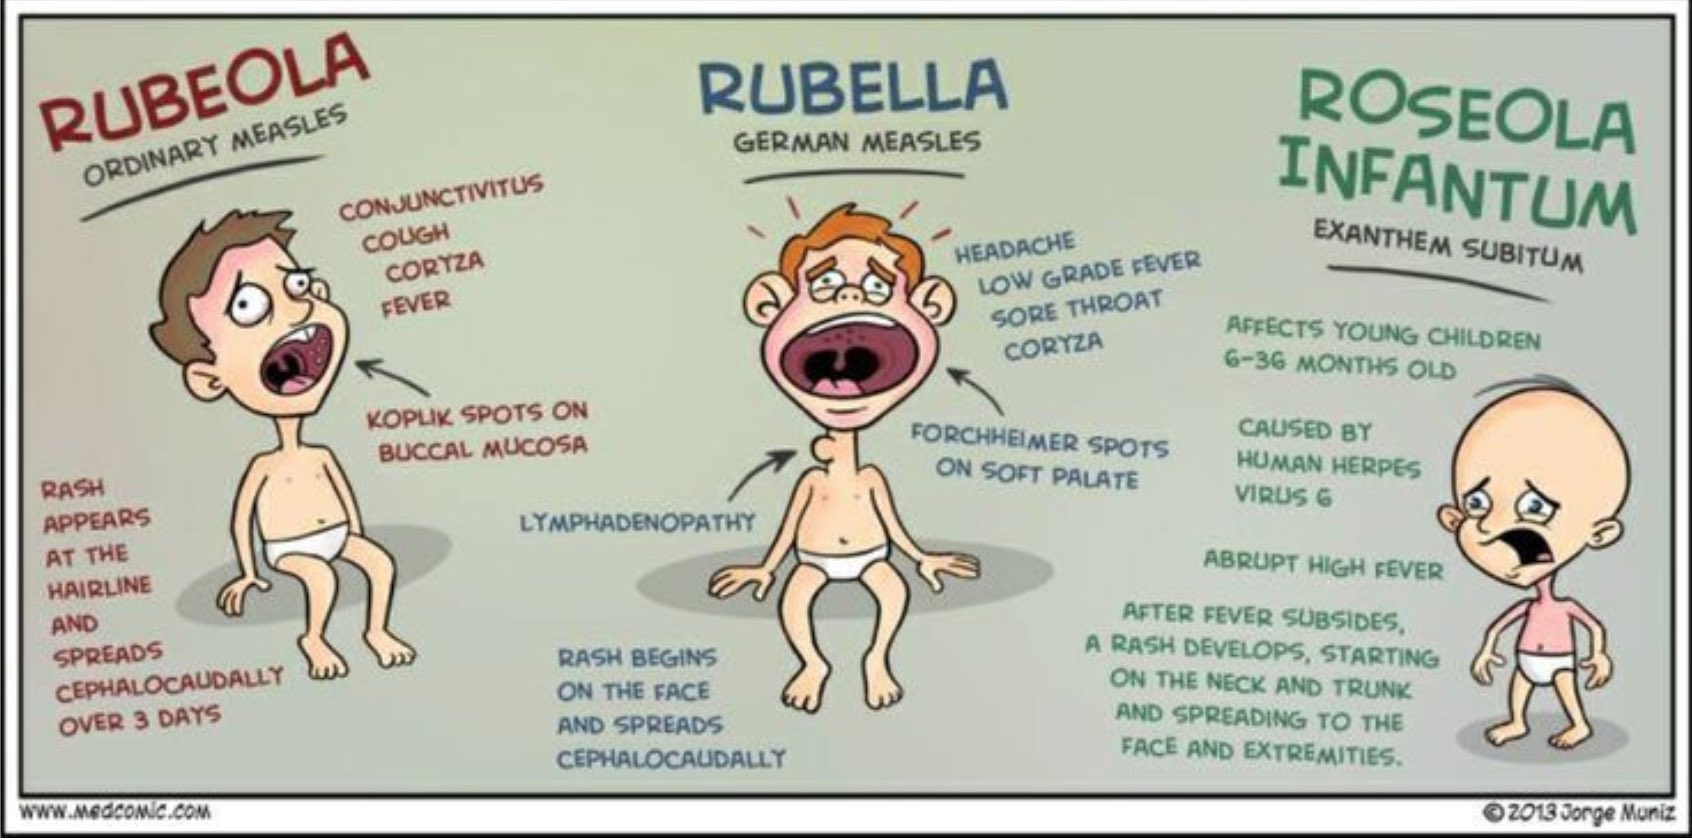 RUBEOLA
ORDINARY MEASLES
CONJUNCTIVITUS
COUGH
CORYZA
FEVER
KOPLIK SPOTS ON
BUCCAL MUCOSA
RASH
APPEARS
AT THE
HAIRLINE
AND
SPREADS
CEPHALOCAUDALLY
OVER 3 DAYS
RUBELLA
GERMAN MEASLES
HEADACHE
LOW GRADE FEVER
SORE THROAT
CORYZA
FORCHHEIMER SPOTS
ON SOFT PALATE
LYMPHADENOPATHY
RASH BEGINS
ON THE FACE
AND SPREADS
CEPHALOCAUDALLY
ROSEOLA
INFANTUM
EXANTHEM SUBITUM
AFFECTS YOUNG CHILDREN
6-36 MONTHS OLD
CAUSED BY
HUMAN HERPES
VIRUS 6
ABRUPT HIGH FEVER
AFTER FEVER SUBSIDES,
A RASH DEVELOPS, STARTING
ON THE NECK AND TRUNK
AND SPREADING TO THE
FACE AND EXTREMITIES.
www.medcomic.com
© 2013 Jorge Muniz